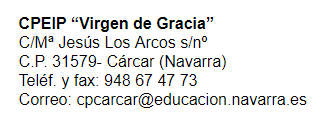 CPEIP “Virgen de Gracia”
C/Mª Jesús Los Arcos s/nº
C.P. 31579- Cárcar (Navarra)
Teléf. y fax: 948 67 47 73
Correo: cpcarcar@educacion.navarra.es